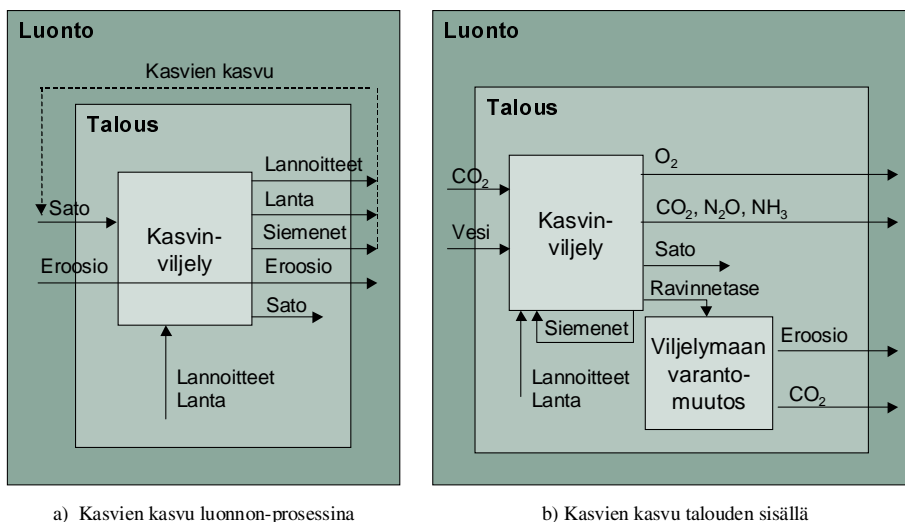 Luonto
Kasvien kasvu
Talous
Lannoitteet
Lanta
Siemenet
Sato
Kasvin-
viljely
Eroosio
Eroosio
Sato
Lannoitteet
Lanta
a) Kasvien kasvu luonnon-prosessina
Luonto
Talous
O₂
CO₂
Kasvin-
viljely
CO₂, N₂O, NH₃
Vesi
Sato
Ravinnetase
Siemenet
Viljelymaan
varanto-
muutos
Eroosio
Lannoitteet
Lanta
CO₂
b) Kasvien kasvu talouden sisällä